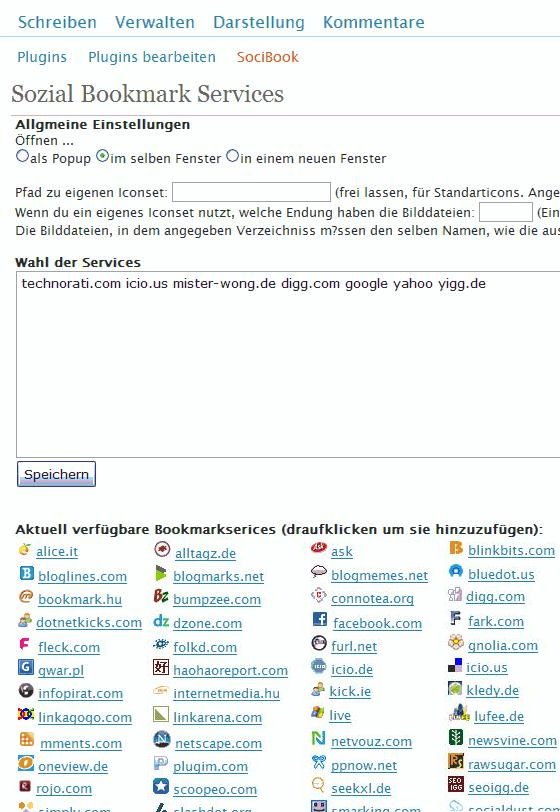 Schreiben Verwalten Darstellung Kommentare
Plugins Plugins bearbeiten SociBook
Sozial Bookmark Services
Allgmeine Einstellungen
Öffnen ...
als Popup im selben Fenster in einem neuen Fenster
Pfad zu eigenen Iconset: (frei lassen, für Standarticons. Ange
Wenn du ein eigenes Iconset nutzt, welche Endung haben die Bilddateien: (Ein
Die Bilddateien, in dem angegeben Verzeichniss m?ssen den selben Namen, wie die aus
Wahl der Services
technorati.com icio.us mister-wong.de digg.com google yahoo yigg.de
Speichern
Aktuell verfügbare Bookmarkserices (draufklicken um sie hinzuzufügen):
alice.it alltagz.de ask blinkbits.com
bloglines.com blogmarks.net blogmemes.net bluedot.us
bookmark.hu bumpzee.com connotea.org digg.com
dotnetkicks.com dzone.com facebook.com fark.com
fleck.com folkd.com furl.net gnolia.com
gwar.pl haohaoreport.com icio.de icio.us
infopirat.com internetmedia.hu kick.ie kledy.de
linkagogo.com linkarena.com live lufee.de
mments.com netscape.com netvouz.com newsvine.com
oneview.de plugim.com ppnow.net rawsugar.com
rojo.com scoopeo.com seekxl.de seoigg.de
simpy.com slashdot.org smarking.com socialdust.com